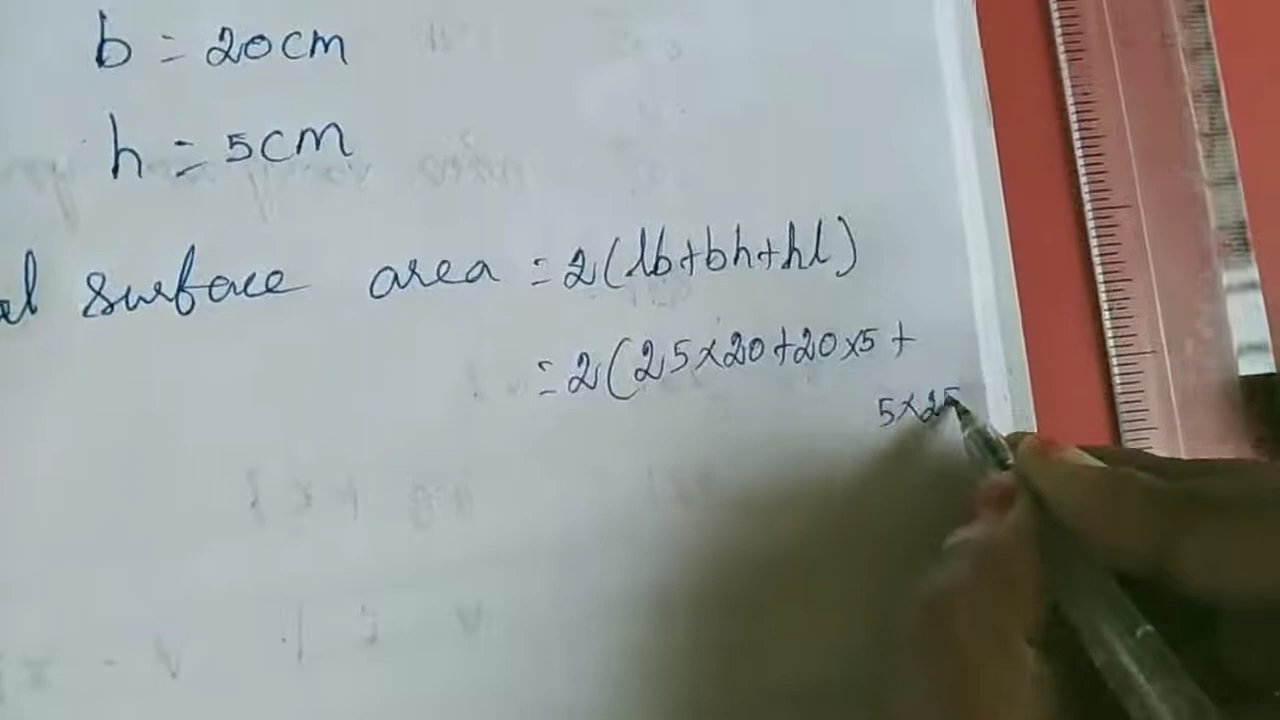 b = 20cm
h = 5cm
surface area = 2(lb+bh+hl)
= 2(25×20+20×5+
5×25